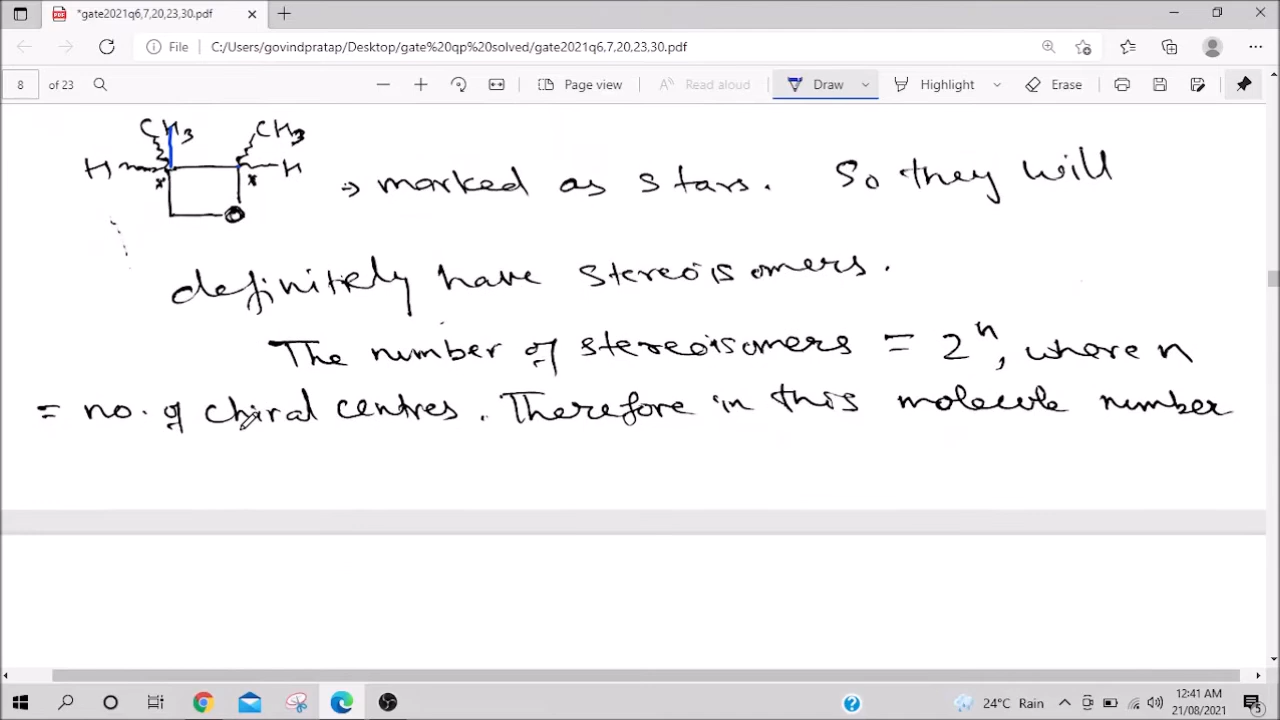 *gate2021q6,7,20,23,30.pdf
File C:/Users/govindpratap/Desktop/gate%20qp%20solved/gate2021q6,7,20,23,30.pdf
8 of 23 Page view Read aloud Draw Highlight Erase
CH3 CH3
H H
* *
O
⇒ marked as stars. So they will
definitely have stereoisomers.
The number of stereoisomers = 2^n, where n
= no. of chiral centres. Therefore in this molecule number
24°C Rain
12:41 AM
21/08/2021
5